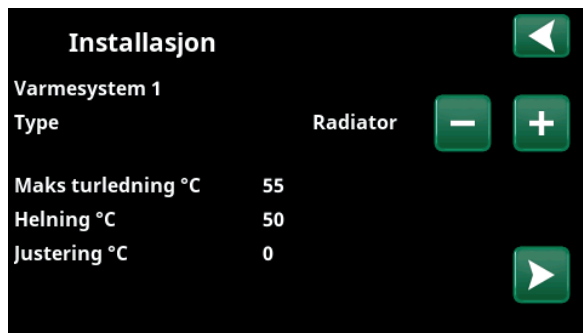 Installasjon
Varmesystem 1
Type Radiator
Maks turledning °C 55
Helning °C 50
Justering °C 0